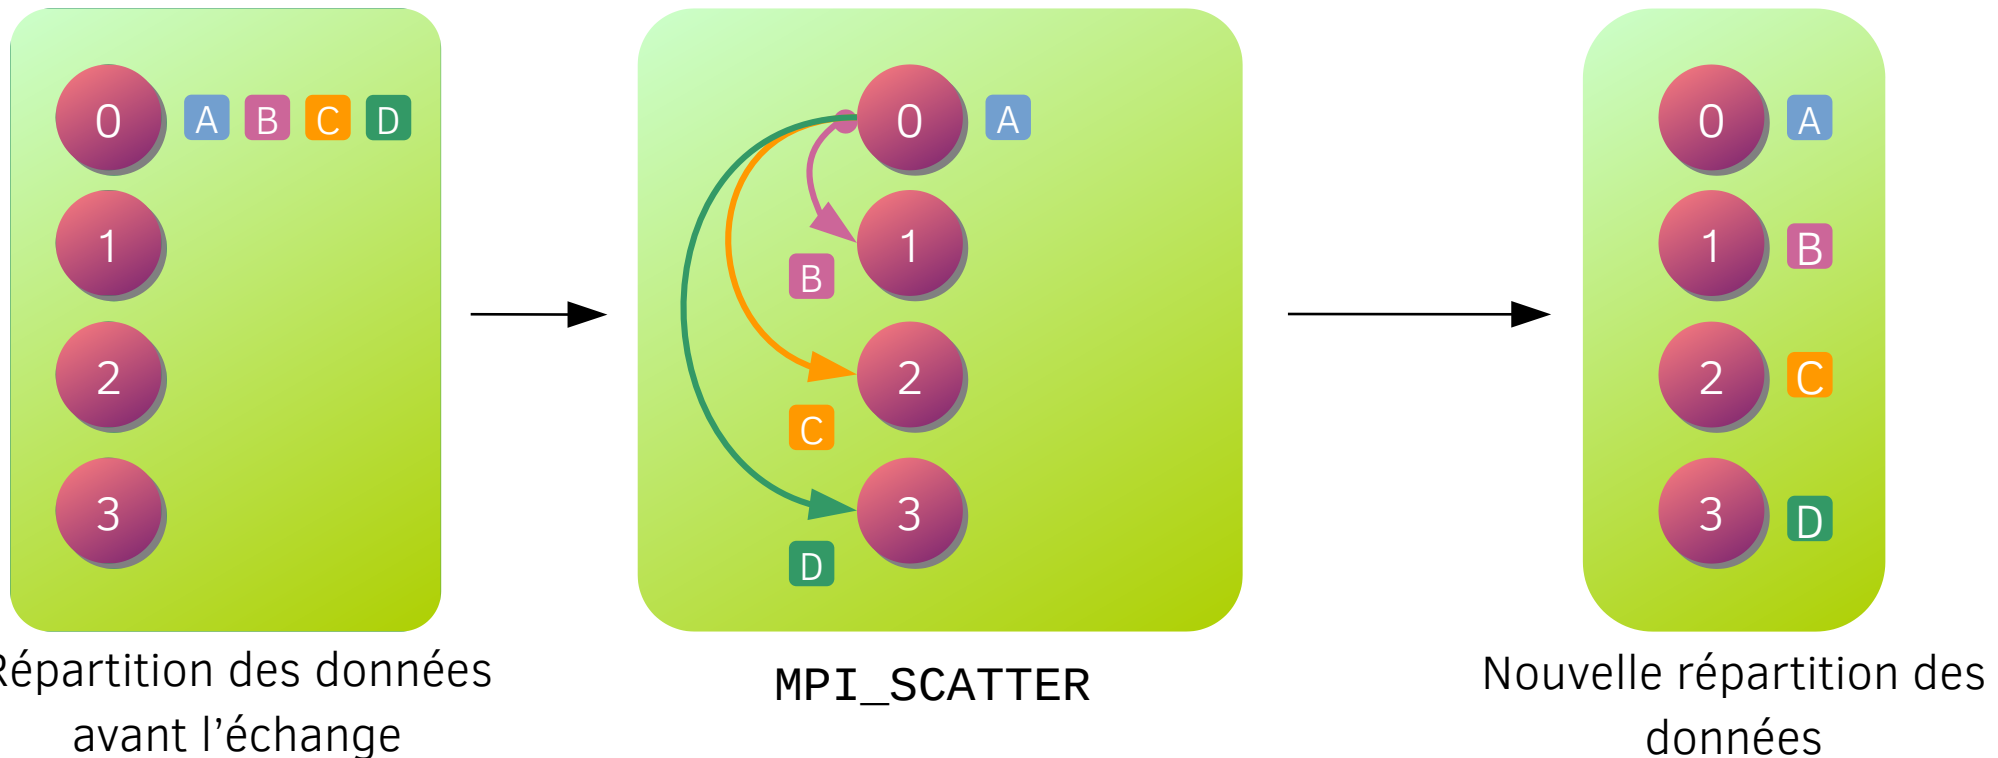 0 A B C D
1
2
3
Répartition des données
avant l’échange
0 A
1
B
2
C
3
D
MPI_SCATTER
0 A
1 B
2 C
3 D
Nouvelle répartition des
données